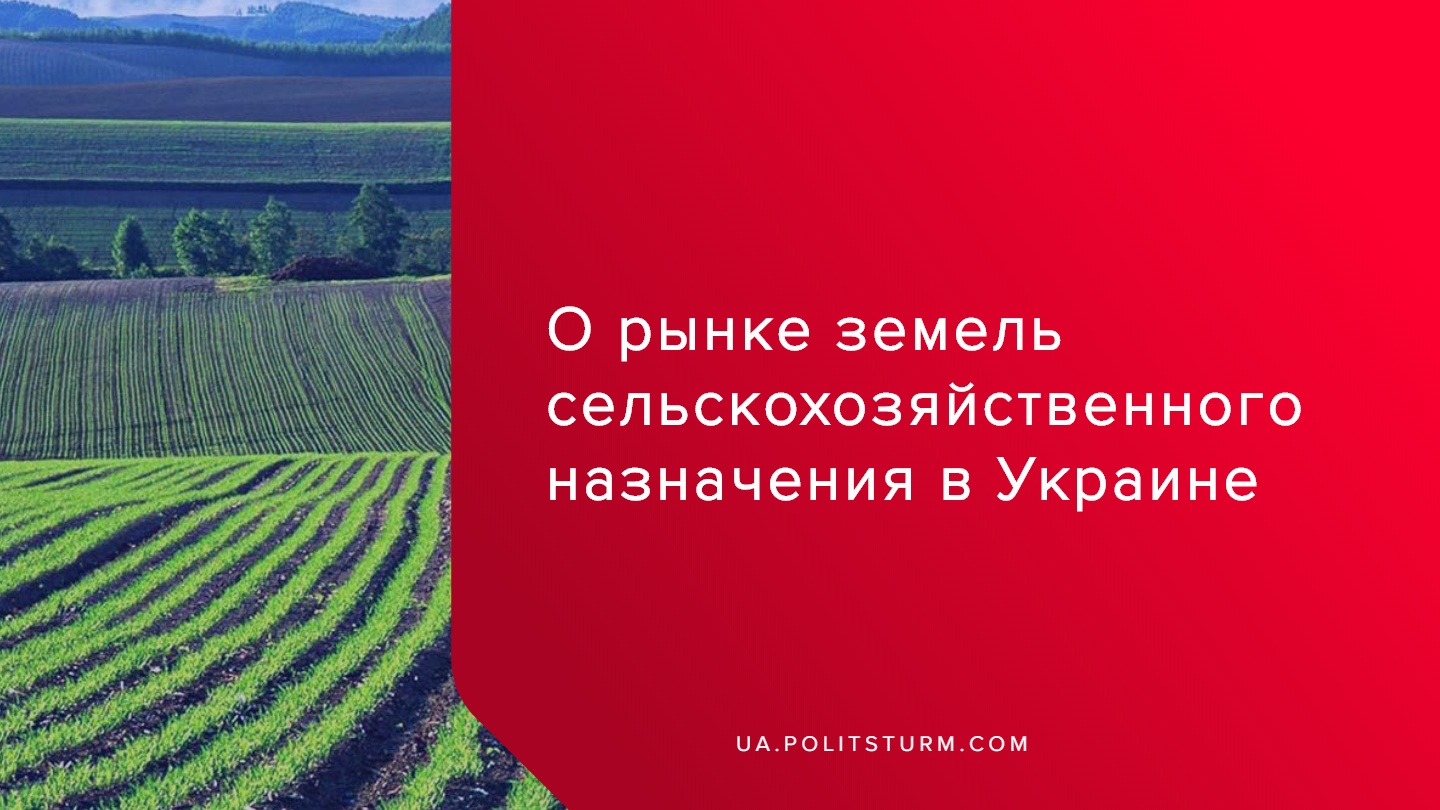 О рынке земель
сельскохозяйственного
назначения в Украине
UA.POLITSTURM.COM